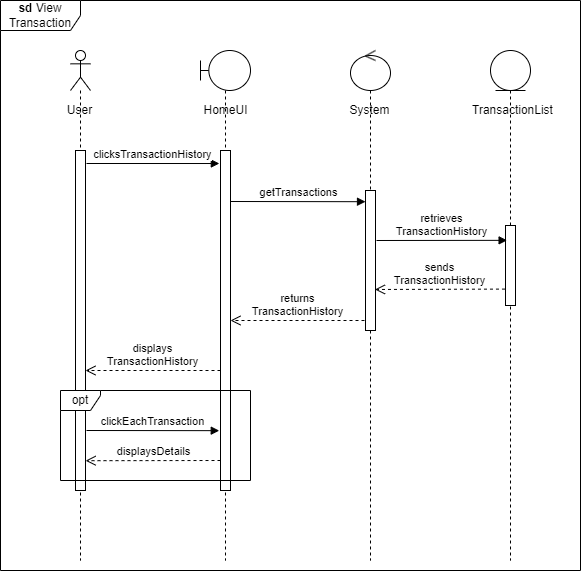 sd View
Transaction
User
HomeUI
System
TransactionList
clicksTransactionHistory
getTransactions
retrieves
TransactionHistory
sends
TransactionHistory
returns
TransactionHistory
displays
TransactionHistory
opt
clickEachTransaction
displaysDetails